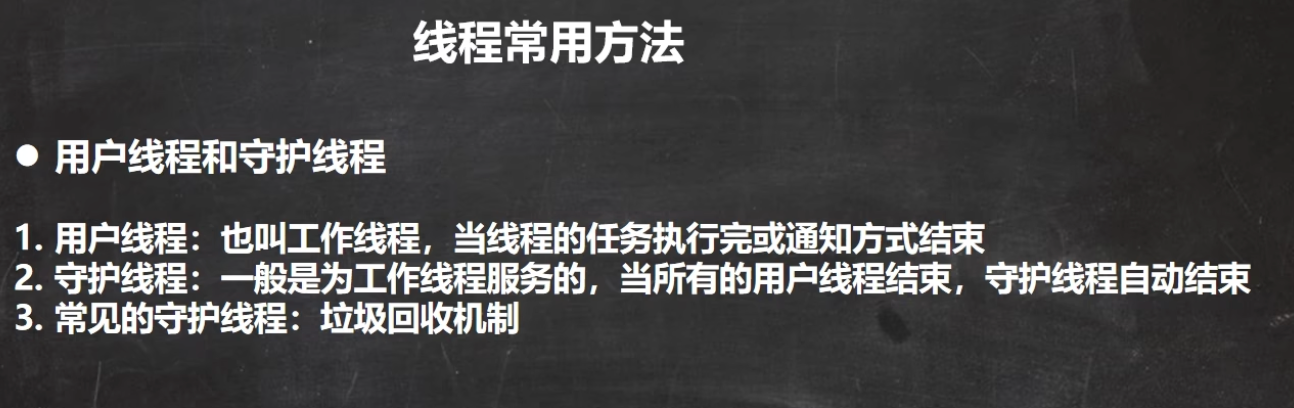 线程常用方法
● 用户线程和守护线程
1. 用户线程：也叫工作线程，当线程的任务执行完或通知方式结束
2. 守护线程：一般是为工作线程服务的，当所有的用户线程结束，守护线程自动结束
3. 常见的守护线程：垃圾回收机制